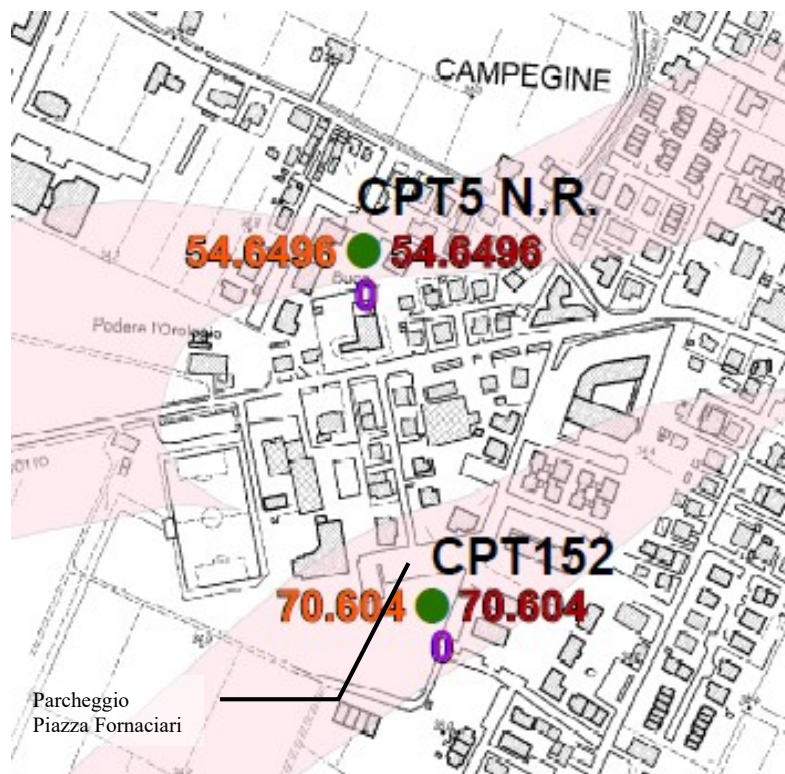 CAMPEGINE
CPT5 N.R.
54.6496 54.6496
0
Podere l'Orologio
CPT152
70.604 70.604
0
Parcheggio
Piazza Fornaciari